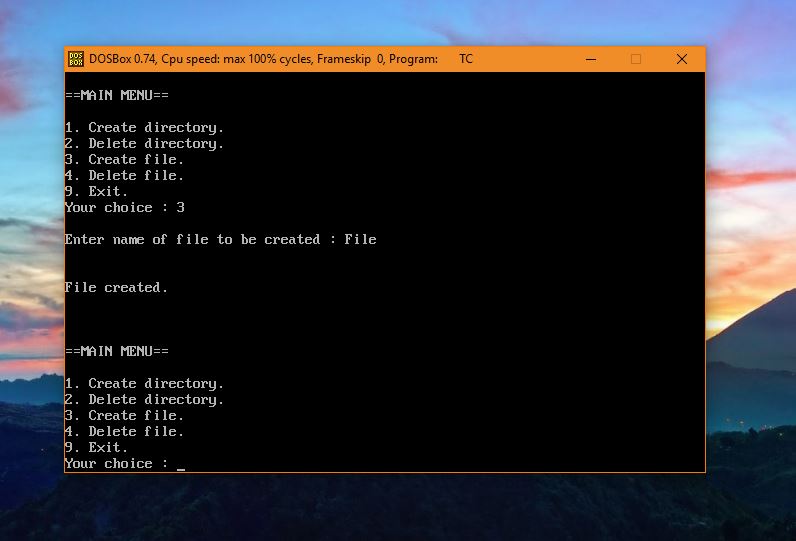 DOS
BOX
DOSBox 0.74, Cpu speed: max 100% cycles, Frameskip 0, Program: TC
==MAIN MENU==
1. Create directory.
2. Delete directory.
3. Create file.
4. Delete file.
9. Exit.
Your choice : 3
Enter name of file to be created : File
File created.
==MAIN MENU==
1. Create directory.
2. Delete directory.
3. Create file.
4. Delete file.
9. Exit.
Your choice : _